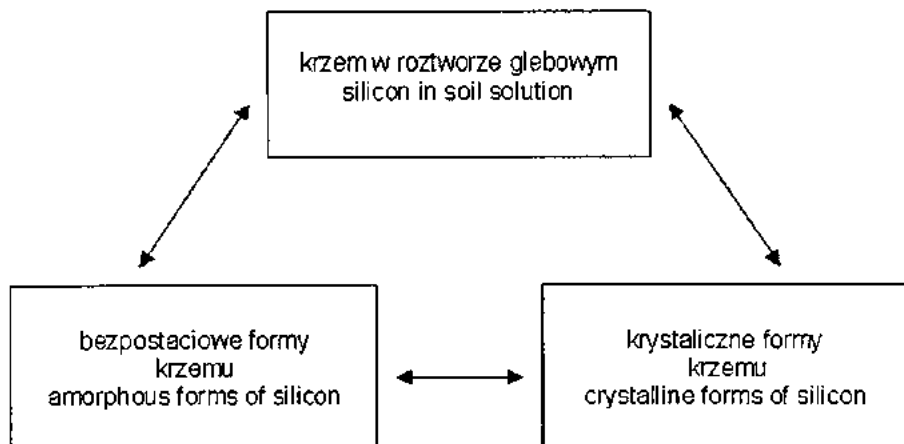 krzem w roztworze glebowym
silicon in soil solution
bezpostaciowe formy
krzemu
amorphous forms of silicon
krystaliczne formy
krzemu
crystalline forms of silicon